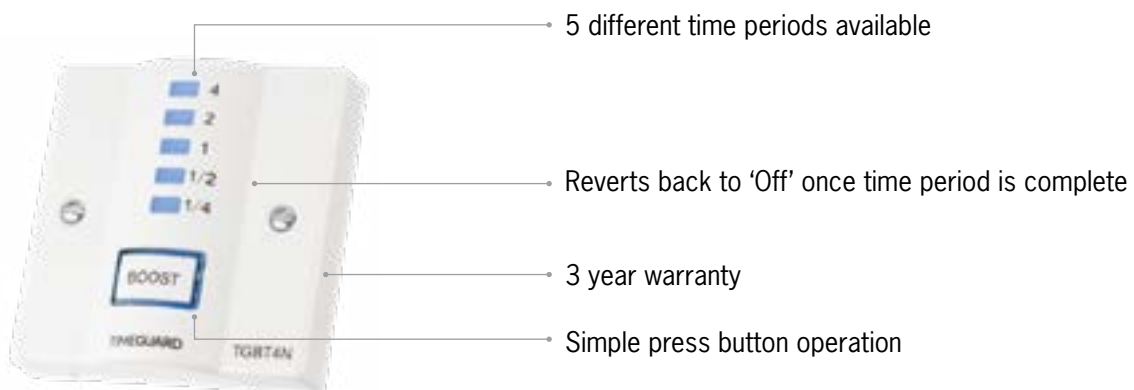 5 different time periods available
4
2
1
1/2
1/4
Reverts back to ‘Off’ once time period is complete
BOOST
3 year warranty
TIMEGUARD
TGBT4N
Simple press button operation